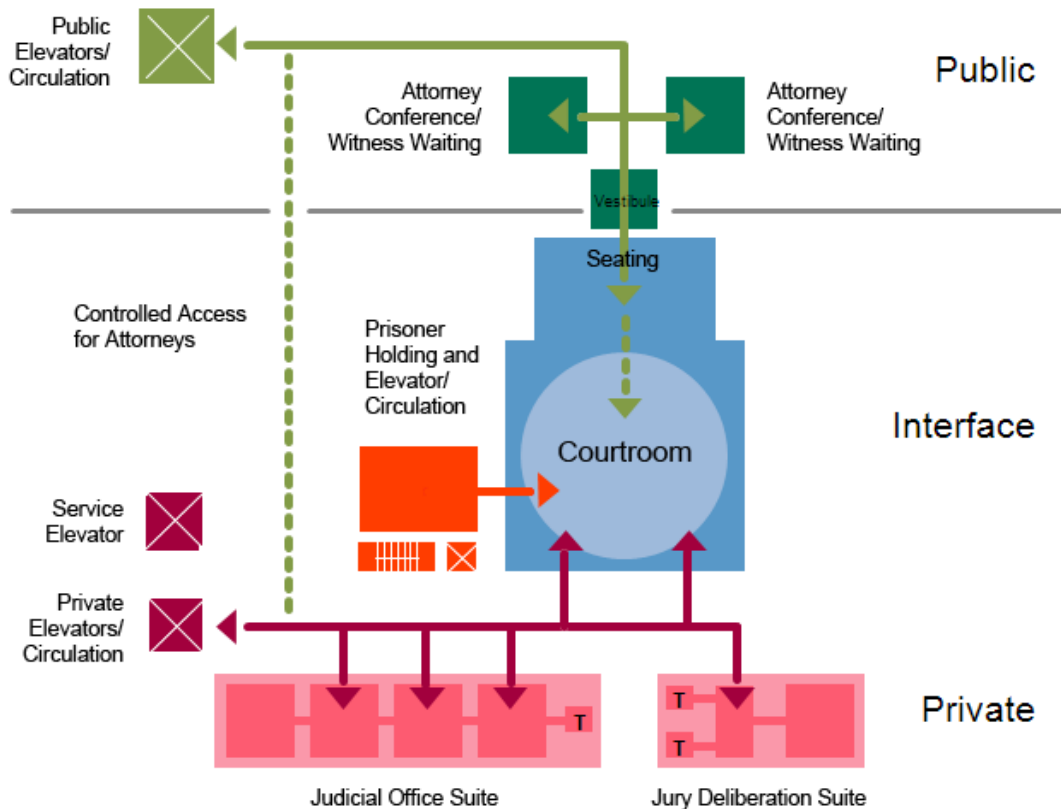 Public
Elevators/
Circulation
Public
Attorney
Conference/
Witness Waiting
Attorney
Conference/
Witness Waiting
Vestibule
Seating
Controlled Access
for Attorneys
Prisoner
Holding and
Elevator/
Circulation
Interface
Courtroom
Service
Elevator
Private
Elevators/
Circulation
T
T
T
Private
Judicial Office Suite
Jury Deliberation Suite